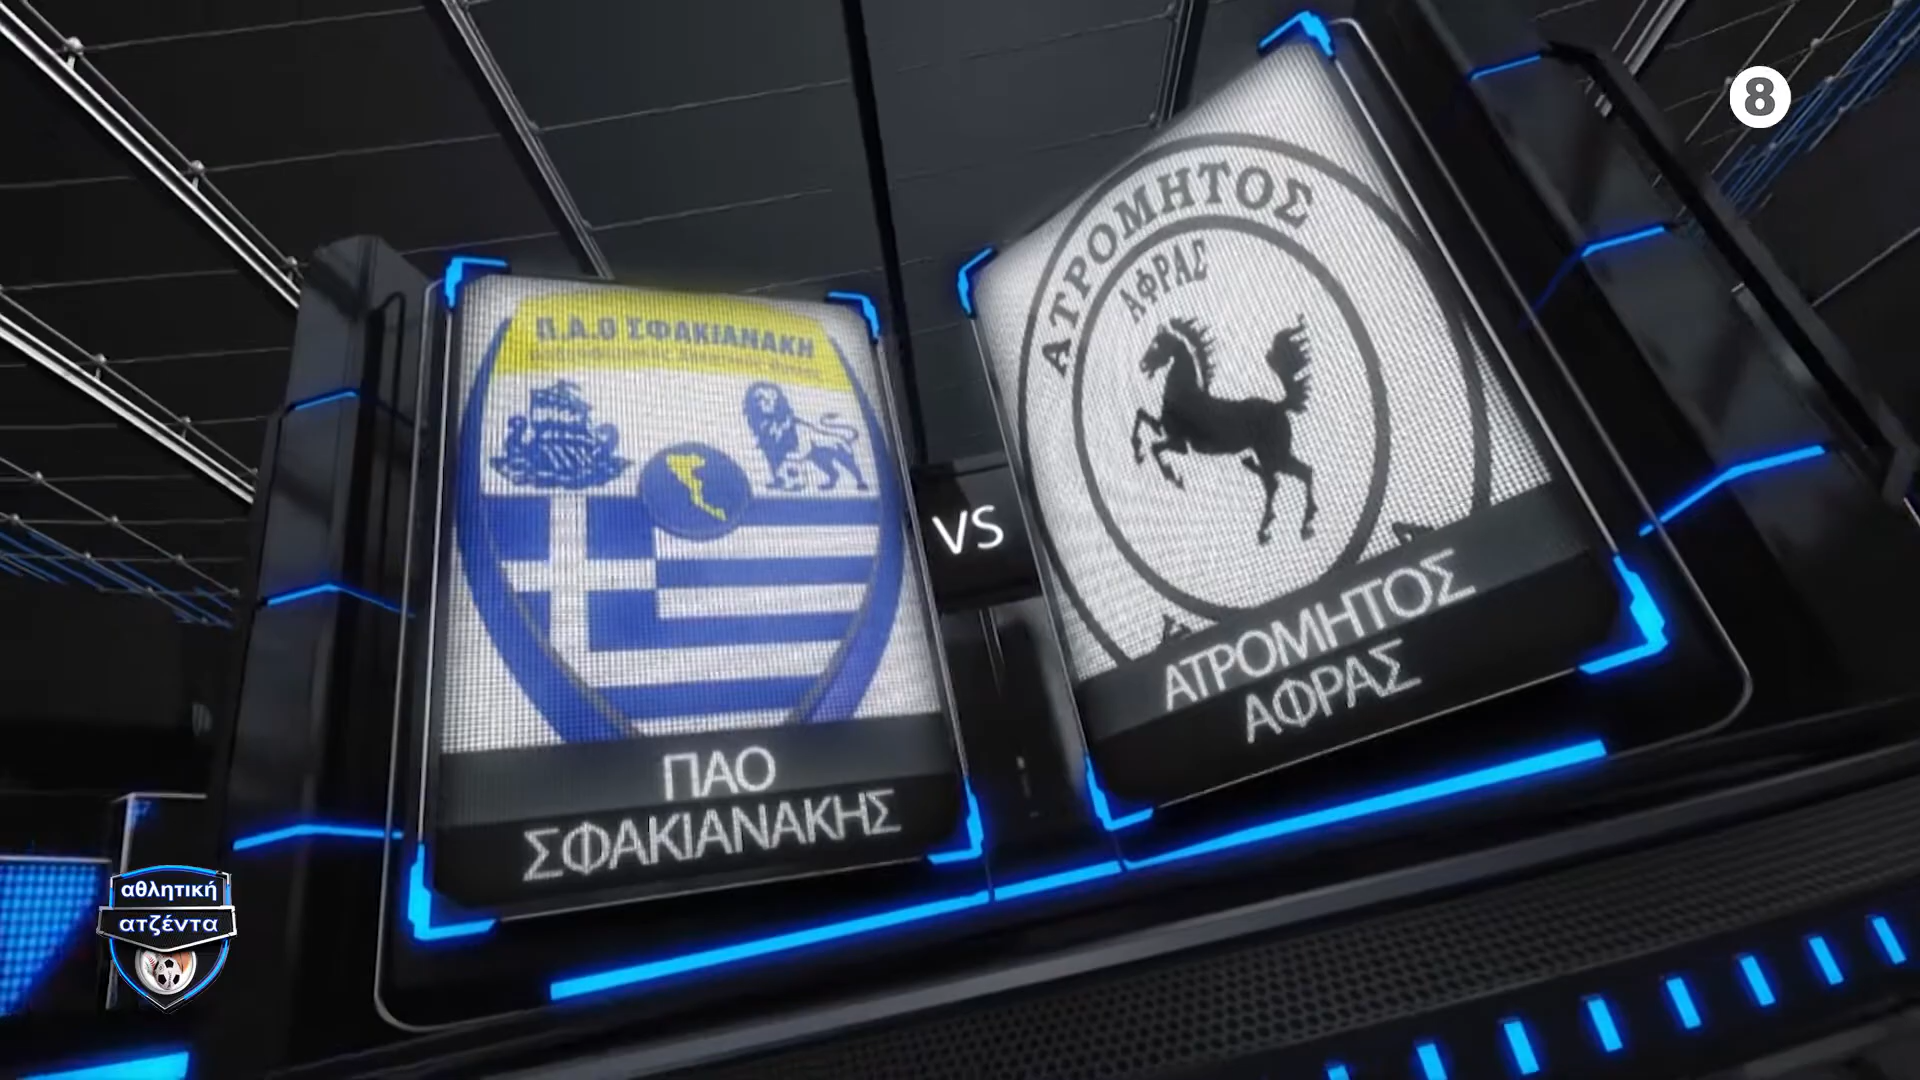 8
Π.Α.Ο ΣΦΑΚΙΑΝΑΚΗ
ΑΤΡΟΜΗΤΟΣ
ΑΦΡΑΣ
VS
ΠΑΟ
ΣΦΑΚΙΑΝΑΚΗΣ
ΑΤΡΟΜΗΤΟΣ
ΑΦΡΑΣ
αθλητική
ατζέντα